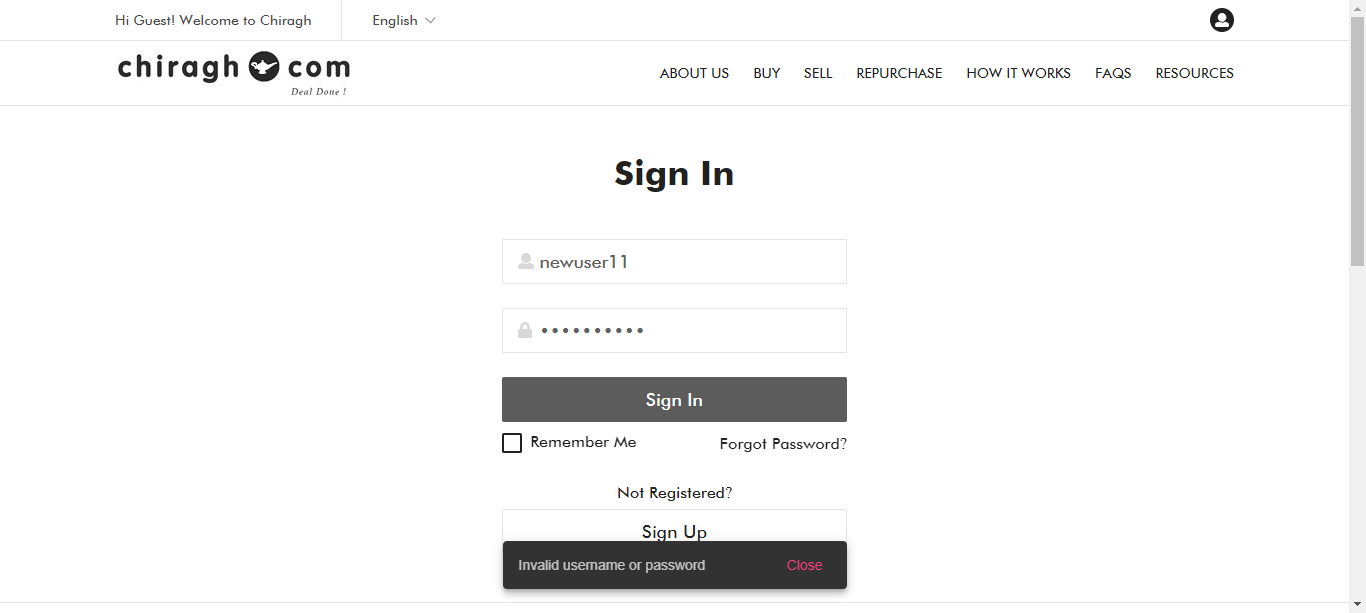 Hi Guest! Welcome to Chiragh English
chiragh com
Deal Done !
ABOUT US BUY SELL REPURCHASE HOW IT WORKS FAQS RESOURCES
Sign In
newuser11
••••••••••
Sign In
Remember Me Forgot Password?
Not Registered?
Sign Up
Invalid username or password Close